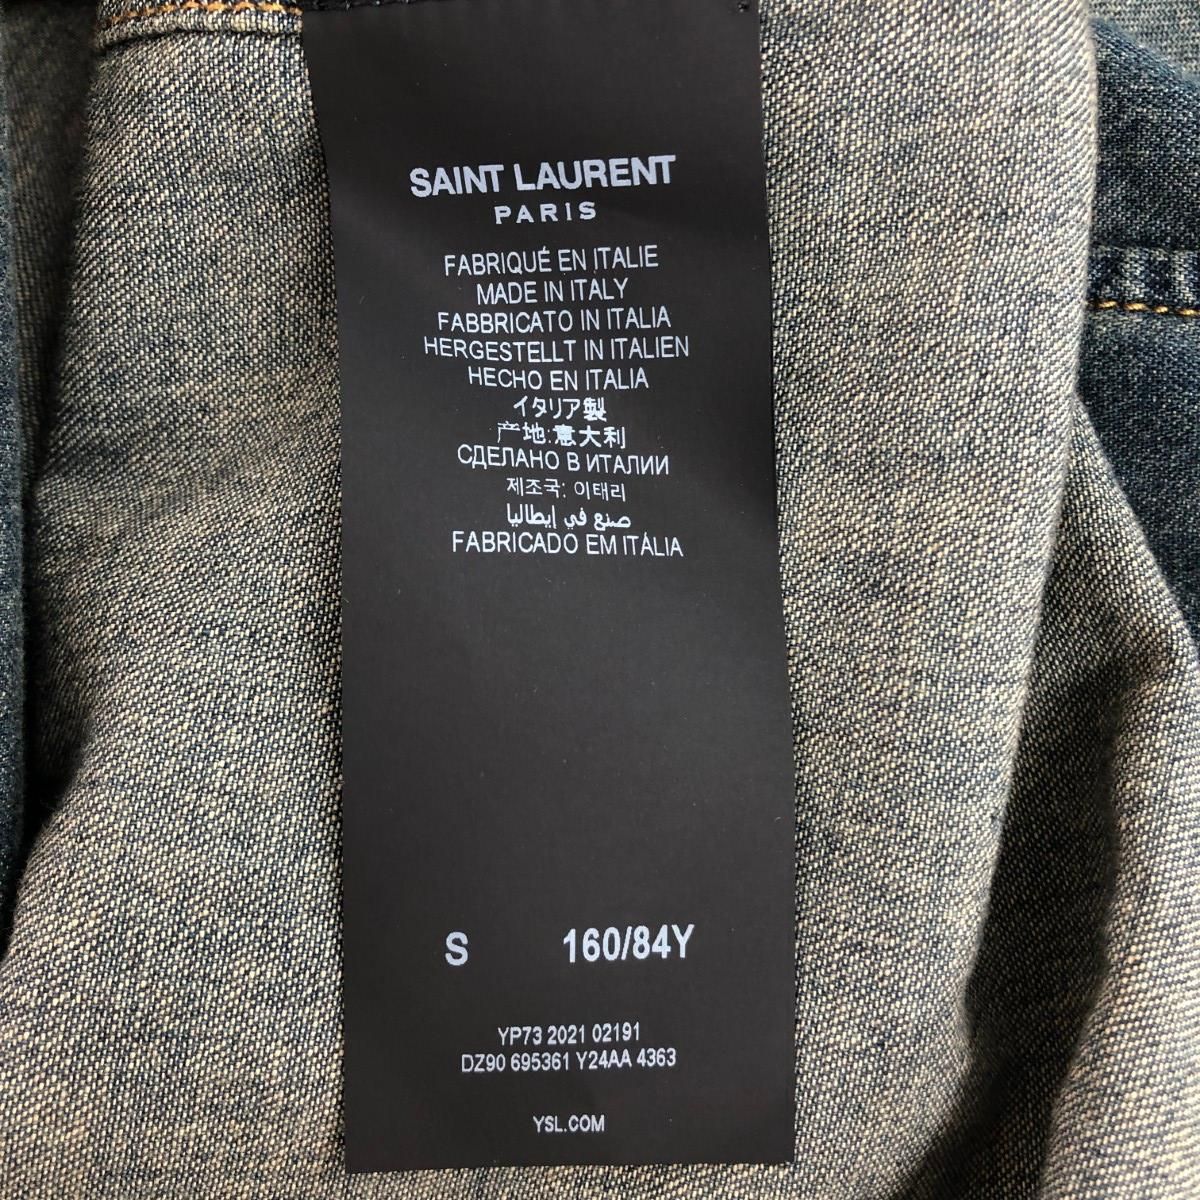 SAINT LAURENT
PARIS
FABRIQUÉ EN ITALIE
MADE IN ITALY
FABBRICATO IN ITALIA
HERGESTELLT IN ITALIEN
HECHO EN ITALIA
イタリア製
产地:意大利
СДЕЛАНО В ИТАЛИИ
제조국: 이태리
صنع في إيطاليا
FABRICADO EM ITÁLIA
S 160/84Y
YP73 2021 02191
DZ90 695361 Y24AA 4363
YSL.COM